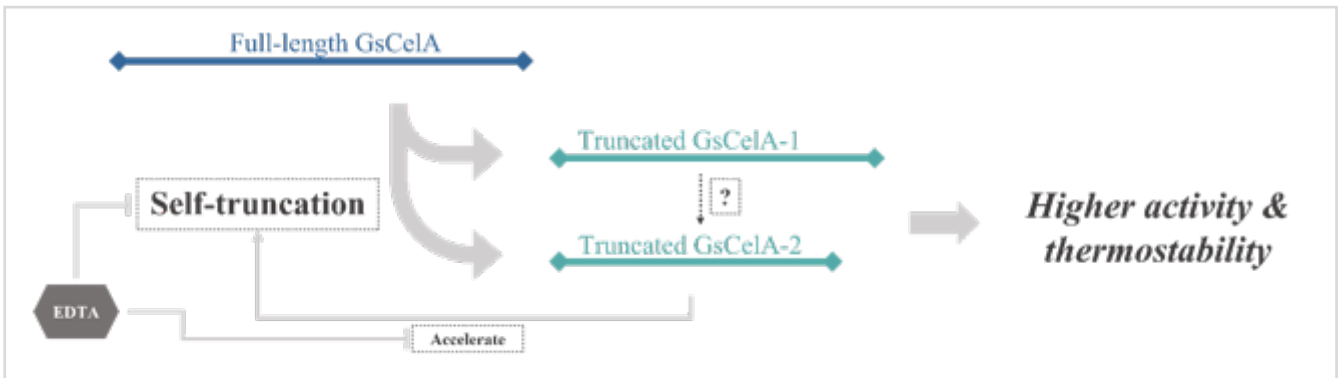 Full-length GsCelA
Truncated GsCelA-1
Self-truncation
?
Higher activity &
thermostability
Truncated GsCelA-2
EDTA
Accelerate